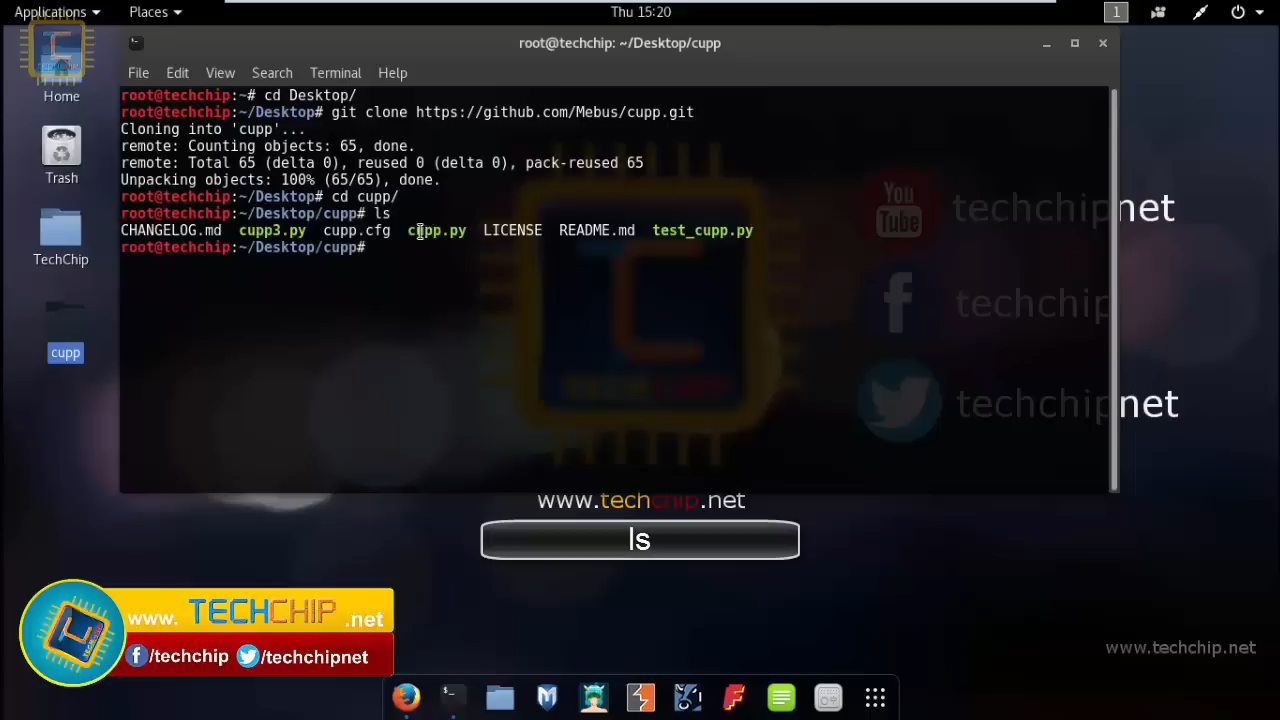 Applications
Places
Thu 15:20
1
root@techchip: ~/Desktop/cupp
File Edit View Search Terminal Help
root@techchip:~# cd Desktop/
root@techchip:~/Desktop# git clone https://github.com/Mebus/cupp.git
Cloning into 'cupp'...
remote: Counting objects: 65, done.
remote: Total 65 (delta 0), reused 0 (delta 0), pack-reused 65
Unpacking objects: 100% (65/65), done.
root@techchip:~/Desktop# cd cupp/
root@techchip:~/Desktop/cupp# ls
CHANGELOG.md cupp3.py cupp.cfg cupp.py LICENSE README.md test_cupp.py
root@techchip:~/Desktop/cupp#
Home
Trash
TechChip
cupp
You
Tube
techchipnet
techchip
techchipnet
TECHCHIP
www.techchip.net
ls
www. TECHCHIP .net
/techchip /techchipnet
www.techchip.net